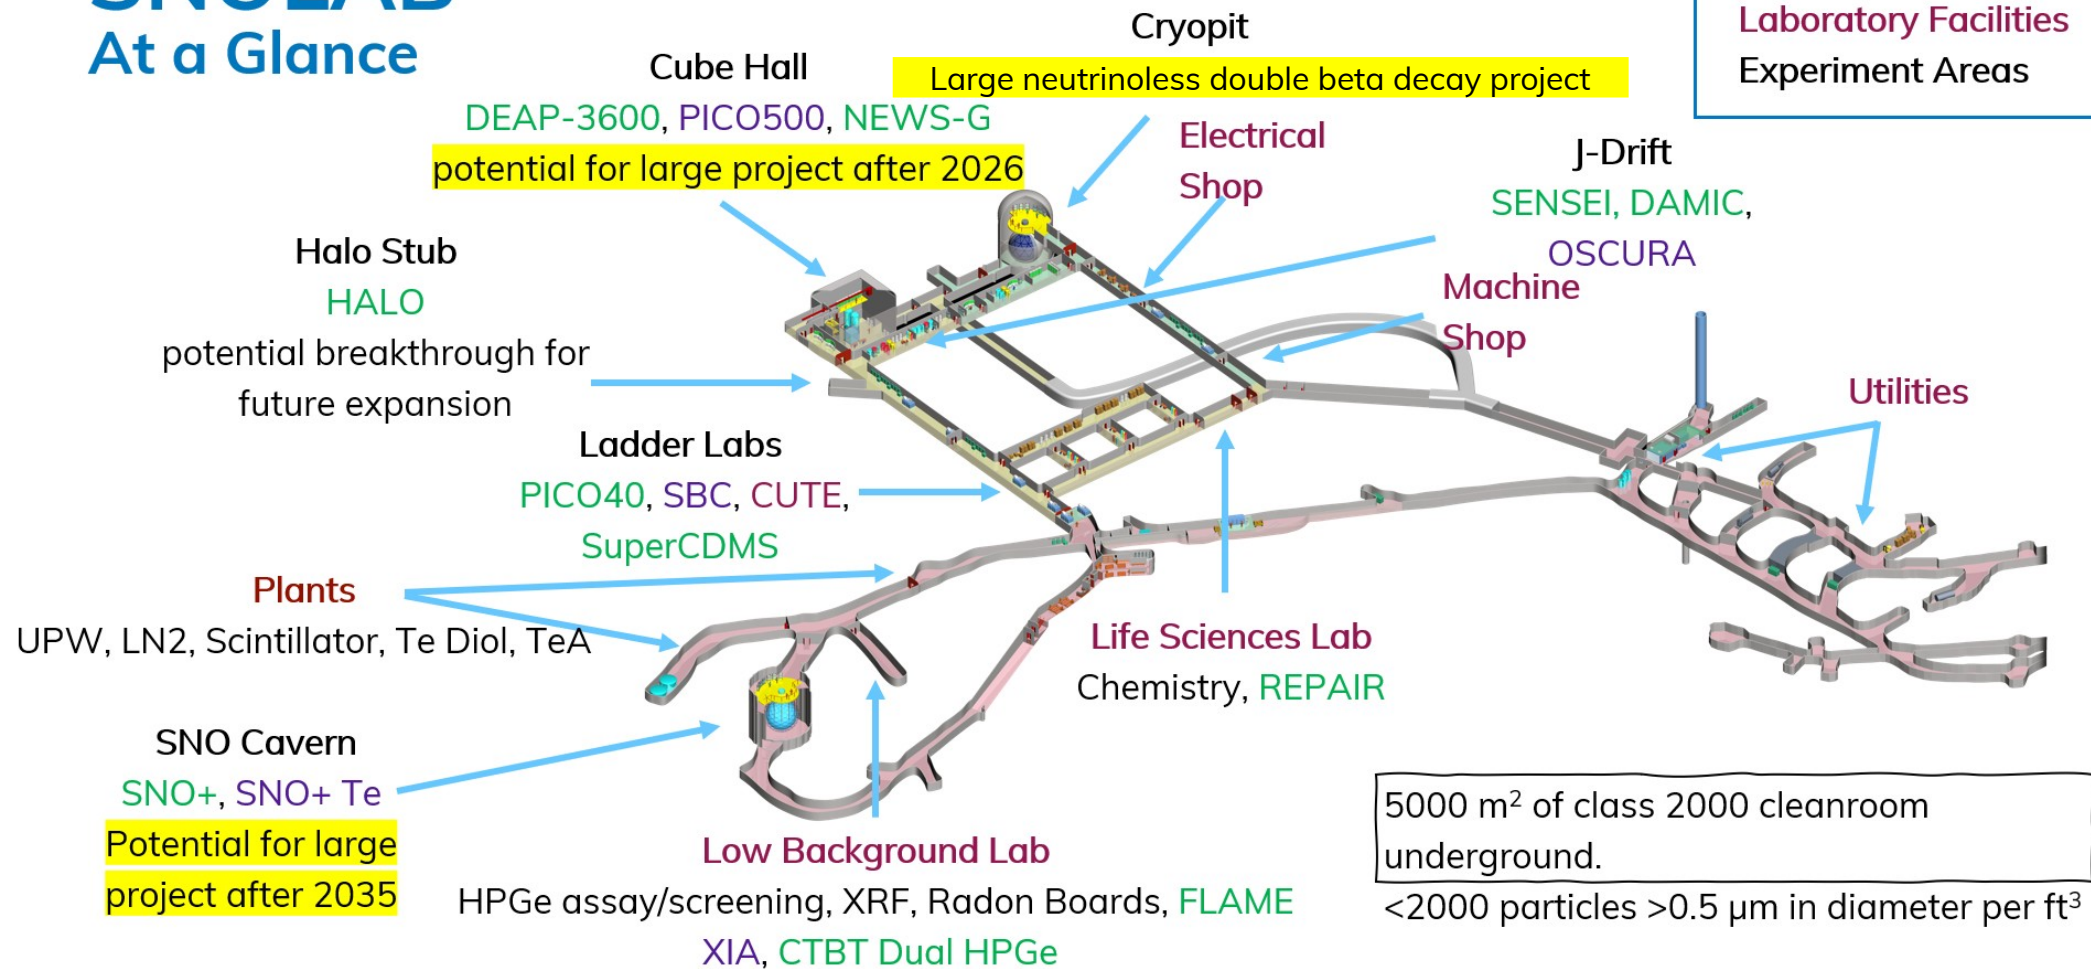 SNOLAB
At a Glance
Cryopit
Large neutrinoless double beta decay project
Laboratory Facilities
Experiment Areas
Cube Hall
DEAP-3600, PICO500, NEWS-G
potential for large project after 2026
Electrical
Shop
J-Drift
SENSEI, DAMIC,
OSCURA
Halo Stub
HALO
potential breakthrough for
future expansion
Machine
Shop
Utilities
Ladder Labs
PICO40, SBC, CUTE,
SuperCDMS
Plants
UPW, LN2, Scintillator, Te Diol, TeA
Life Sciences Lab
Chemistry, REPAIR
SNO Cavern
SNO+, SNO+ Te
Potential for large
project after 2035
Low Background Lab
HPGe assay/screening, XRF, Radon Boards, FLAME
XIA, CTBT Dual HPGe
5000 m² of class 2000 cleanroom
underground.
<2000 particles >0.5 μm in diameter per ft³